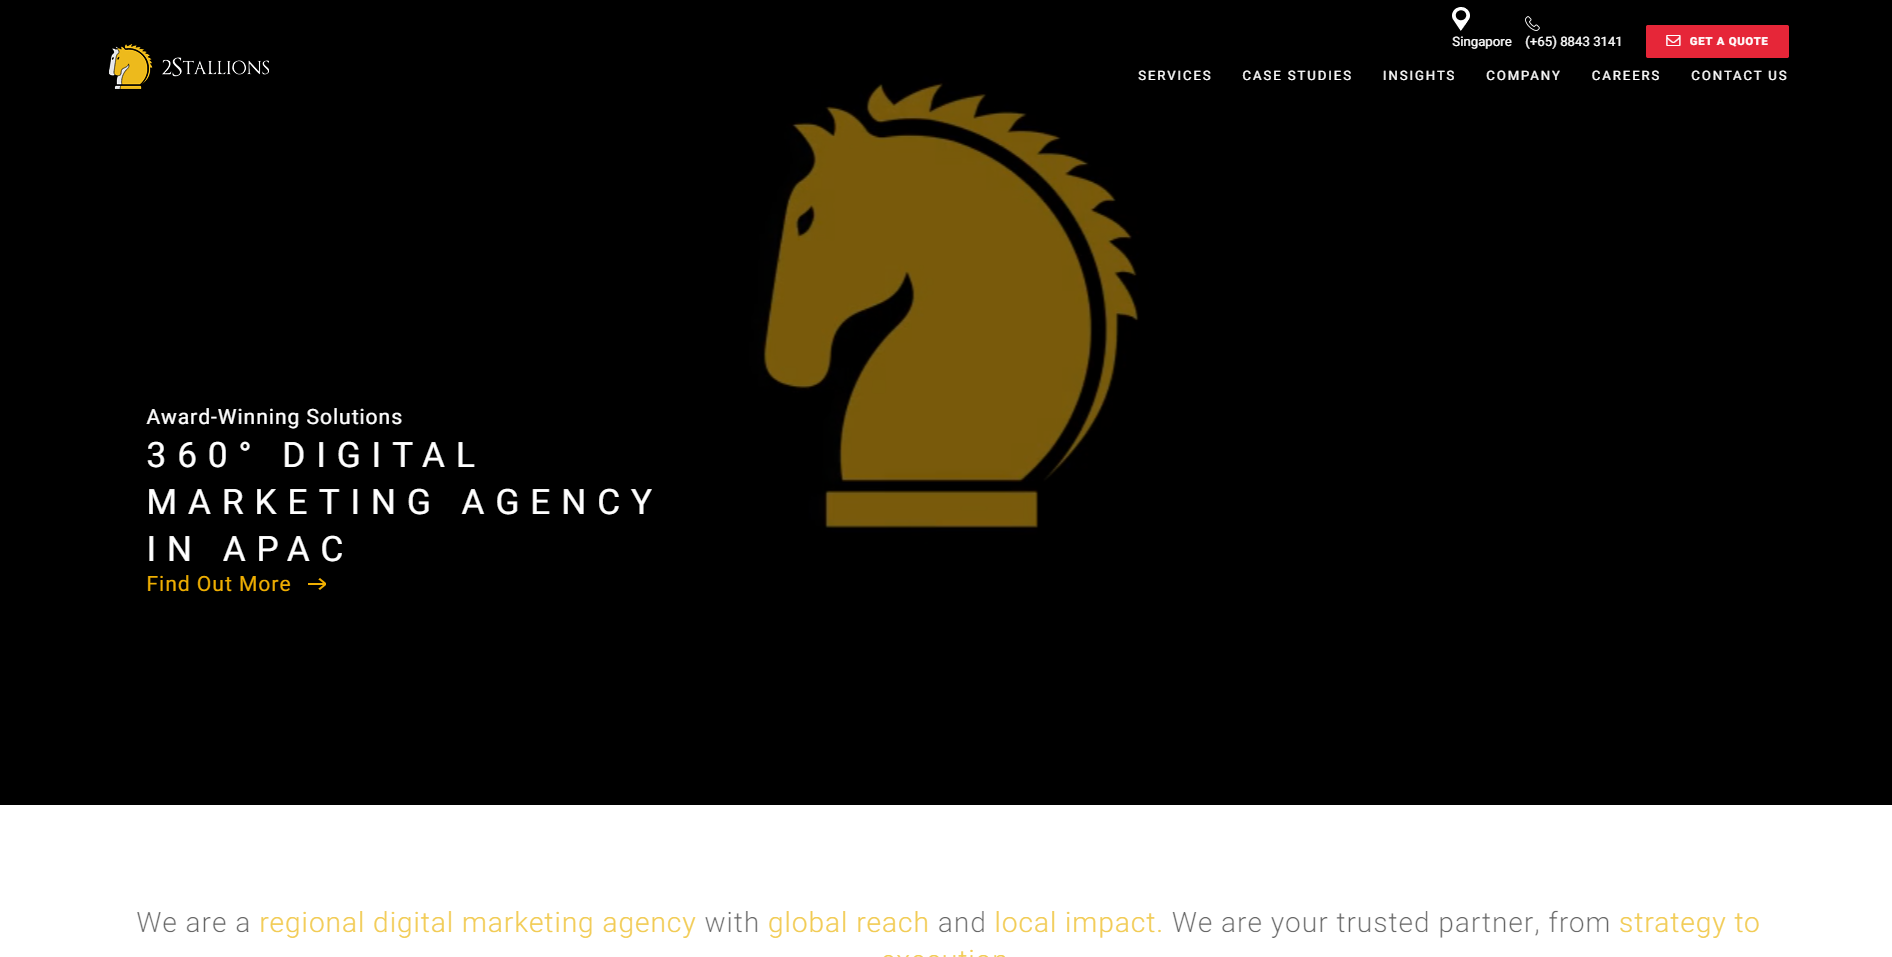 2STALLIONS
Singapore
(+65) 8843 3141
GET A QUOTE
SERVICES
CASE STUDIES
INSIGHTS
COMPANY
CAREERS
CONTACT US
Award-Winning Solutions
360° DIGITAL
MARKETING AGENCY
IN APAC
Find Out More
We are a regional digital marketing agency with global reach and local impact. We are your trusted partner, from strategy to
execution